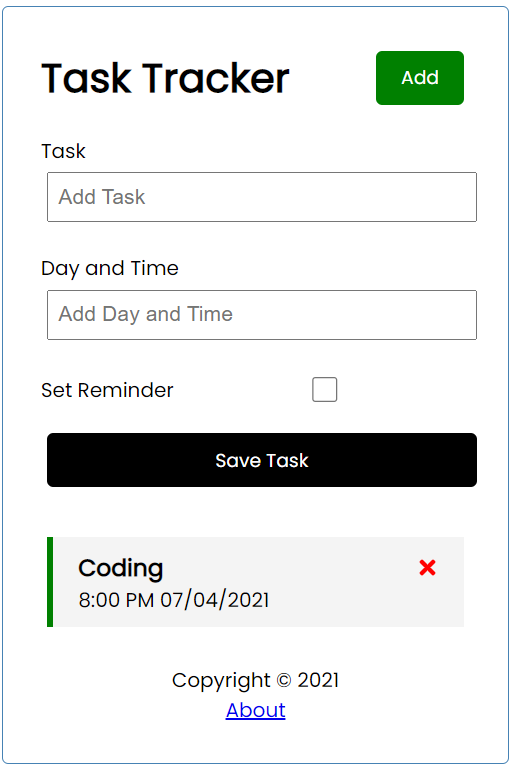 Task Tracker
Add
Task
Add Task
Day and Time
Add Day and Time
Set Reminder
Save Task
Coding
8:00 PM 07/04/2021
Copyright © 2021
About